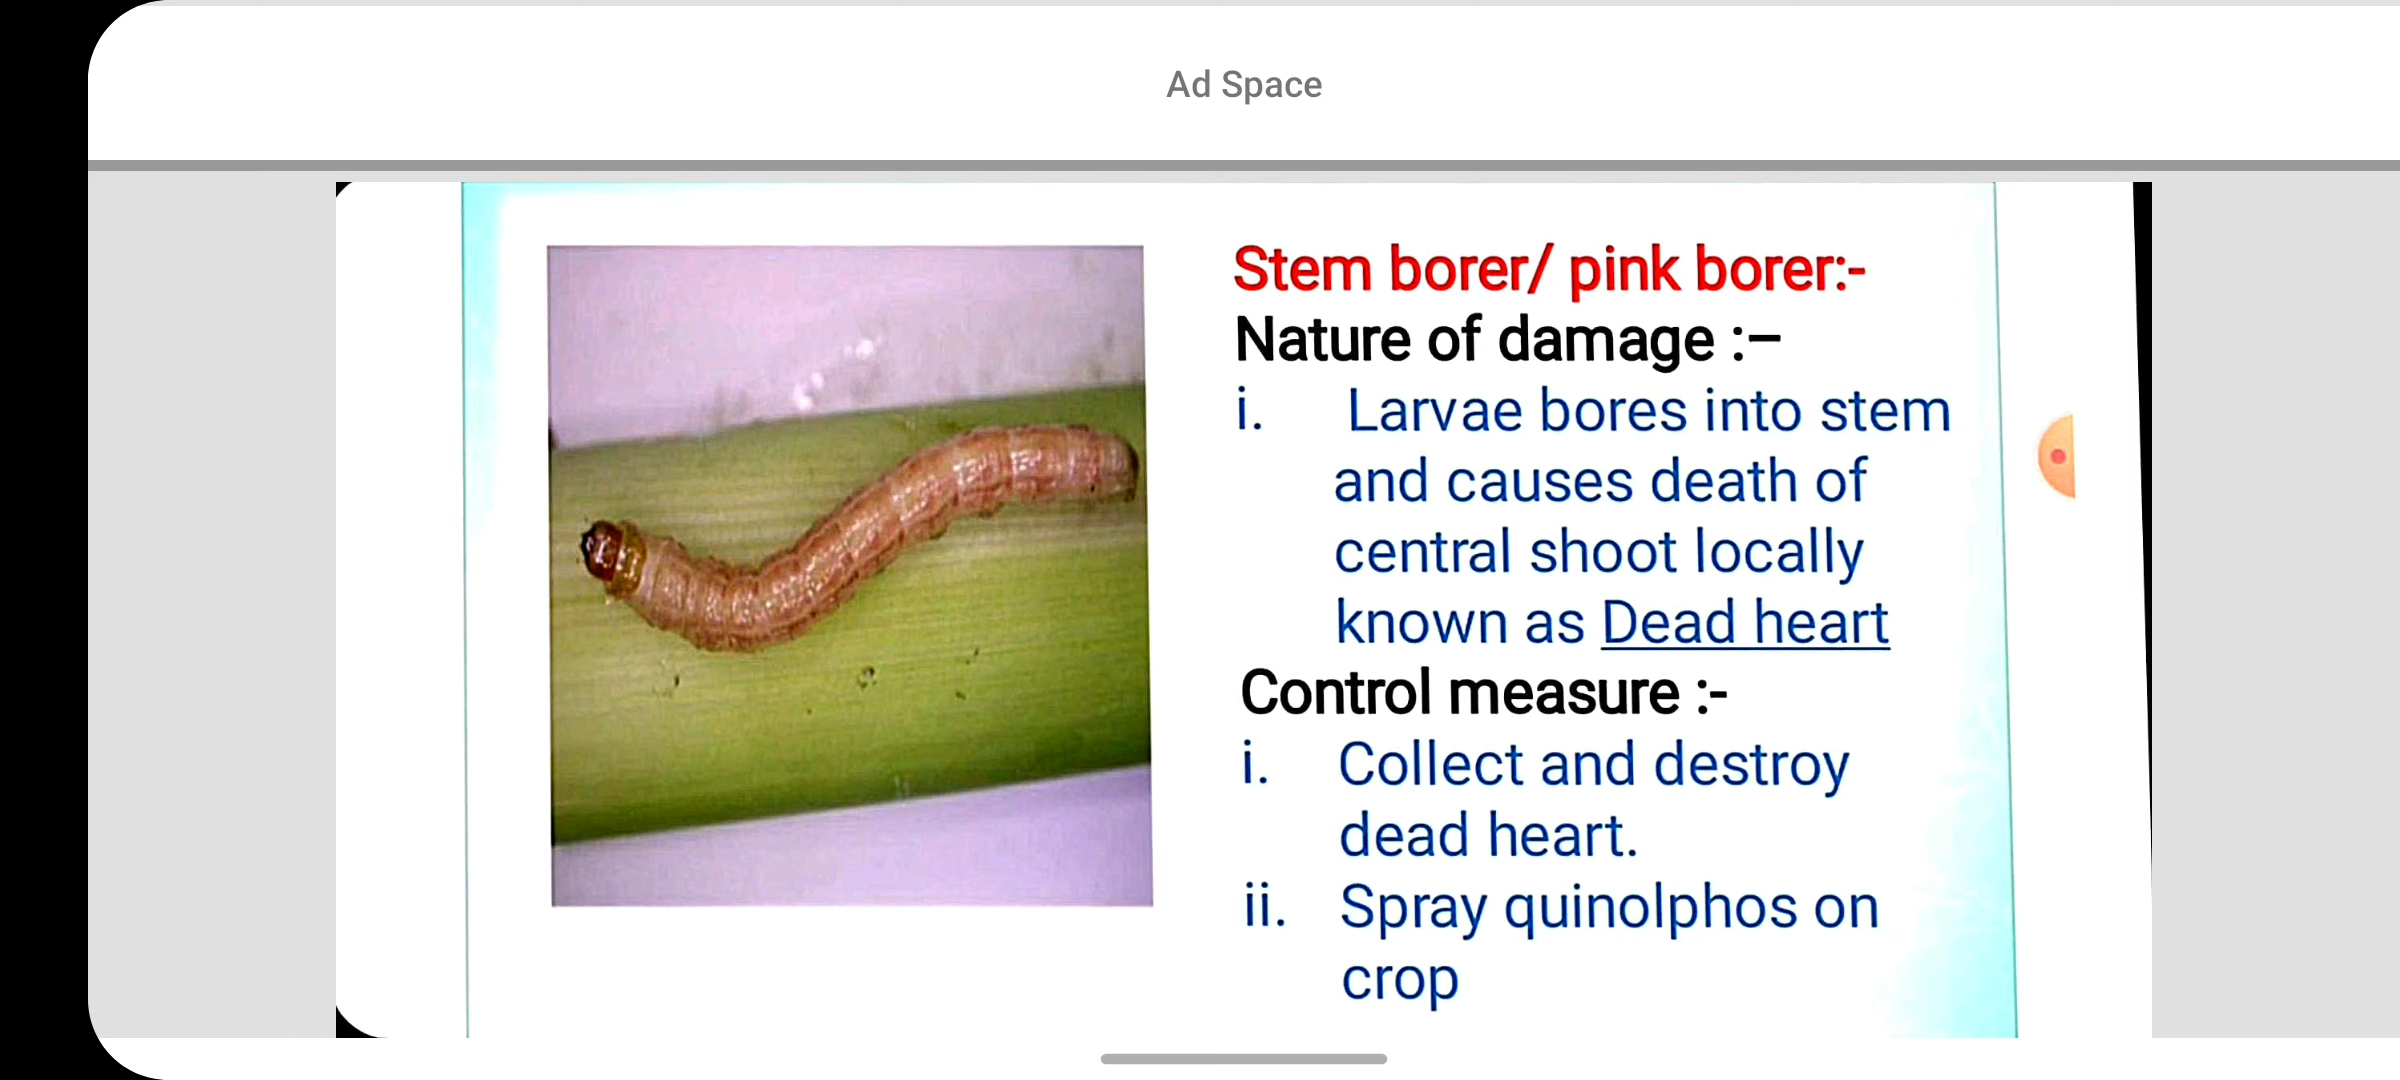 Ad Space
Stem borer/ pink borer:-
Nature of damage :–
i. Larvae bores into stem
and causes death of
central shoot locally
known as Dead heart
Control measure :-
i. Collect and destroy
dead heart.
ii. Spray quinolphos on
crop